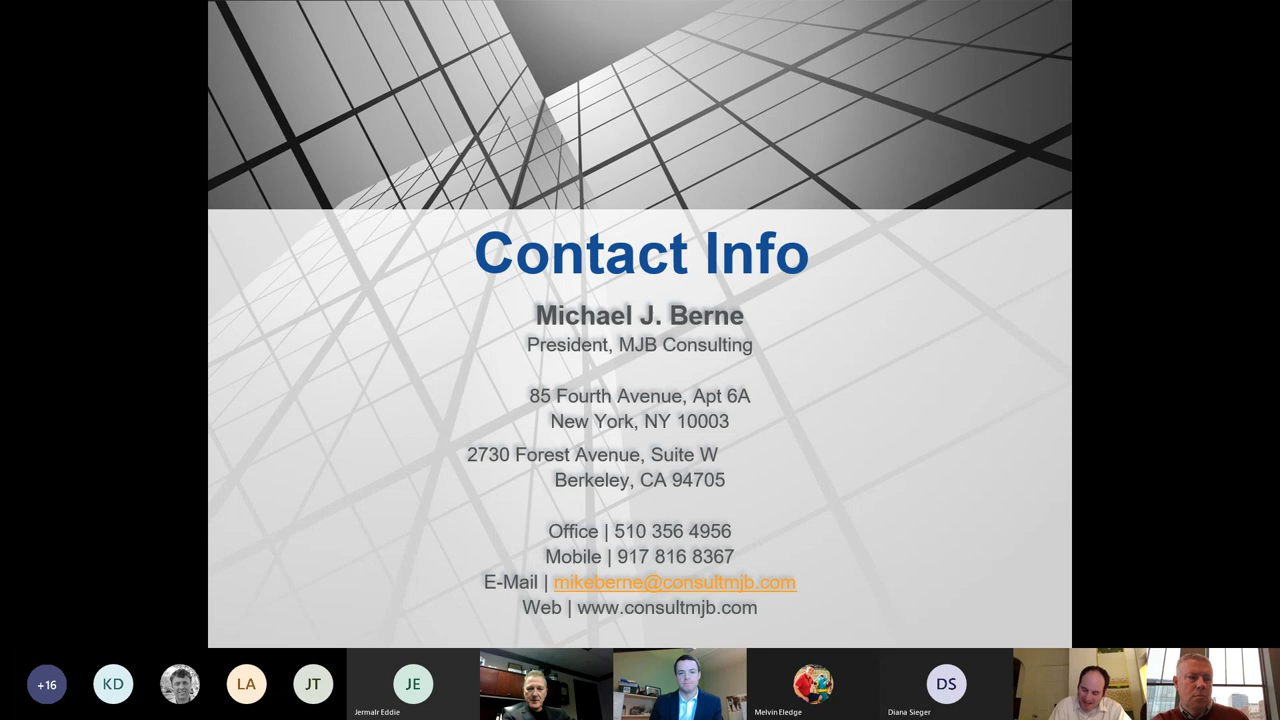 Contact Info
Michael J. Berne
President, MJB Consulting
85 Fourth Avenue, Apt 6A
New York, NY 10003
2730 Forest Avenue, Suite W
Berkeley, CA 94705
Office | 510 356 4956
Mobile | 917 816 8367
E-Mail | mikeberne@consultmjb.com
Web | www.consultmjb.com
+16
KD
LA
JT
JE
DS
Jermalr Eddie
Melvin Eledge
Diana Sieger